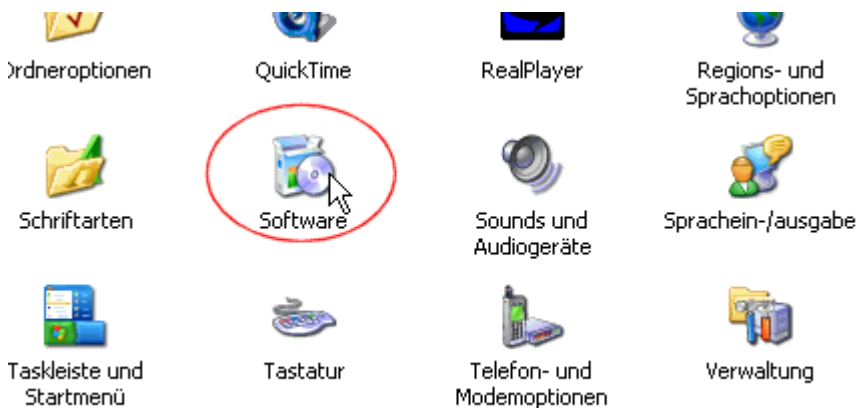 Ordneroptionen
QuickTime
RealPlayer
Regions- und
Sprachoptionen
Schriftarten
Software
Sounds und
Audiogeräte
Sprachein-/ausgabe
Taskleiste und
Startmenü
Tastatur
Telefon- und
Modemoptionen
Verwaltung